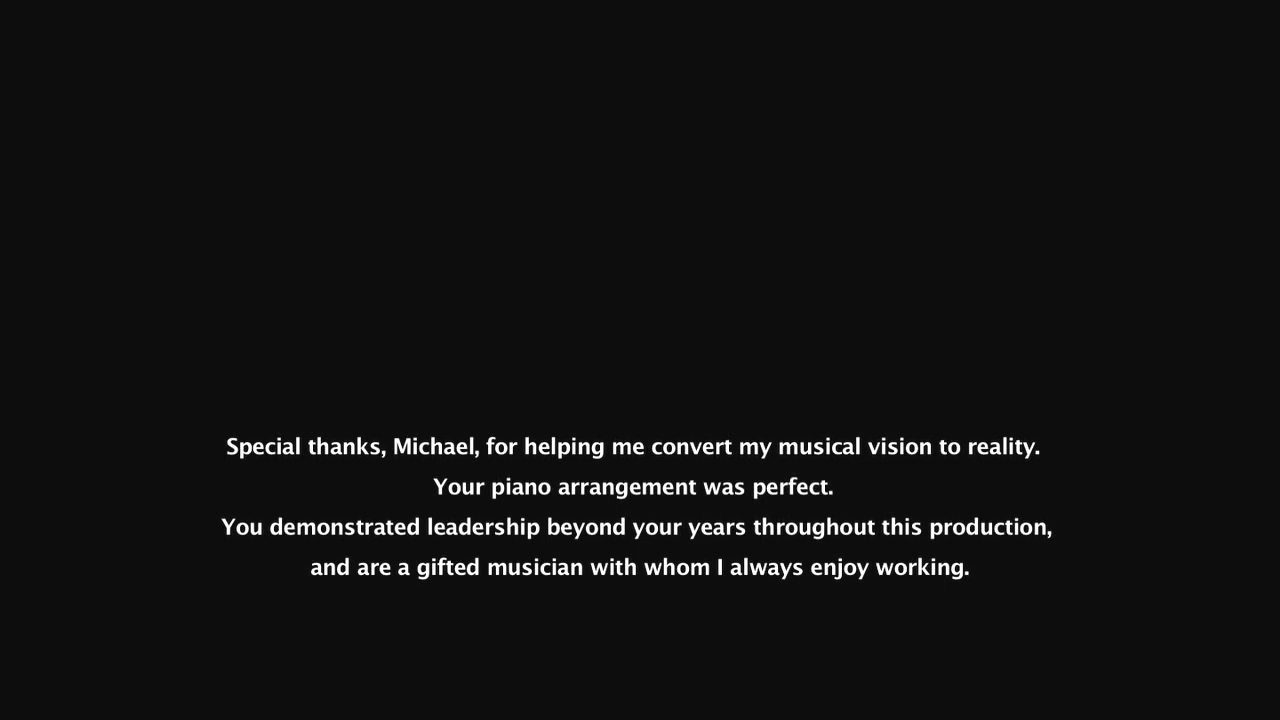 Special thanks, Michael, for helping me convert my musical vision to reality.
Your piano arrangement was perfect.
You demonstrated leadership beyond your years throughout this production,
and are a gifted musician with whom I always enjoy working.